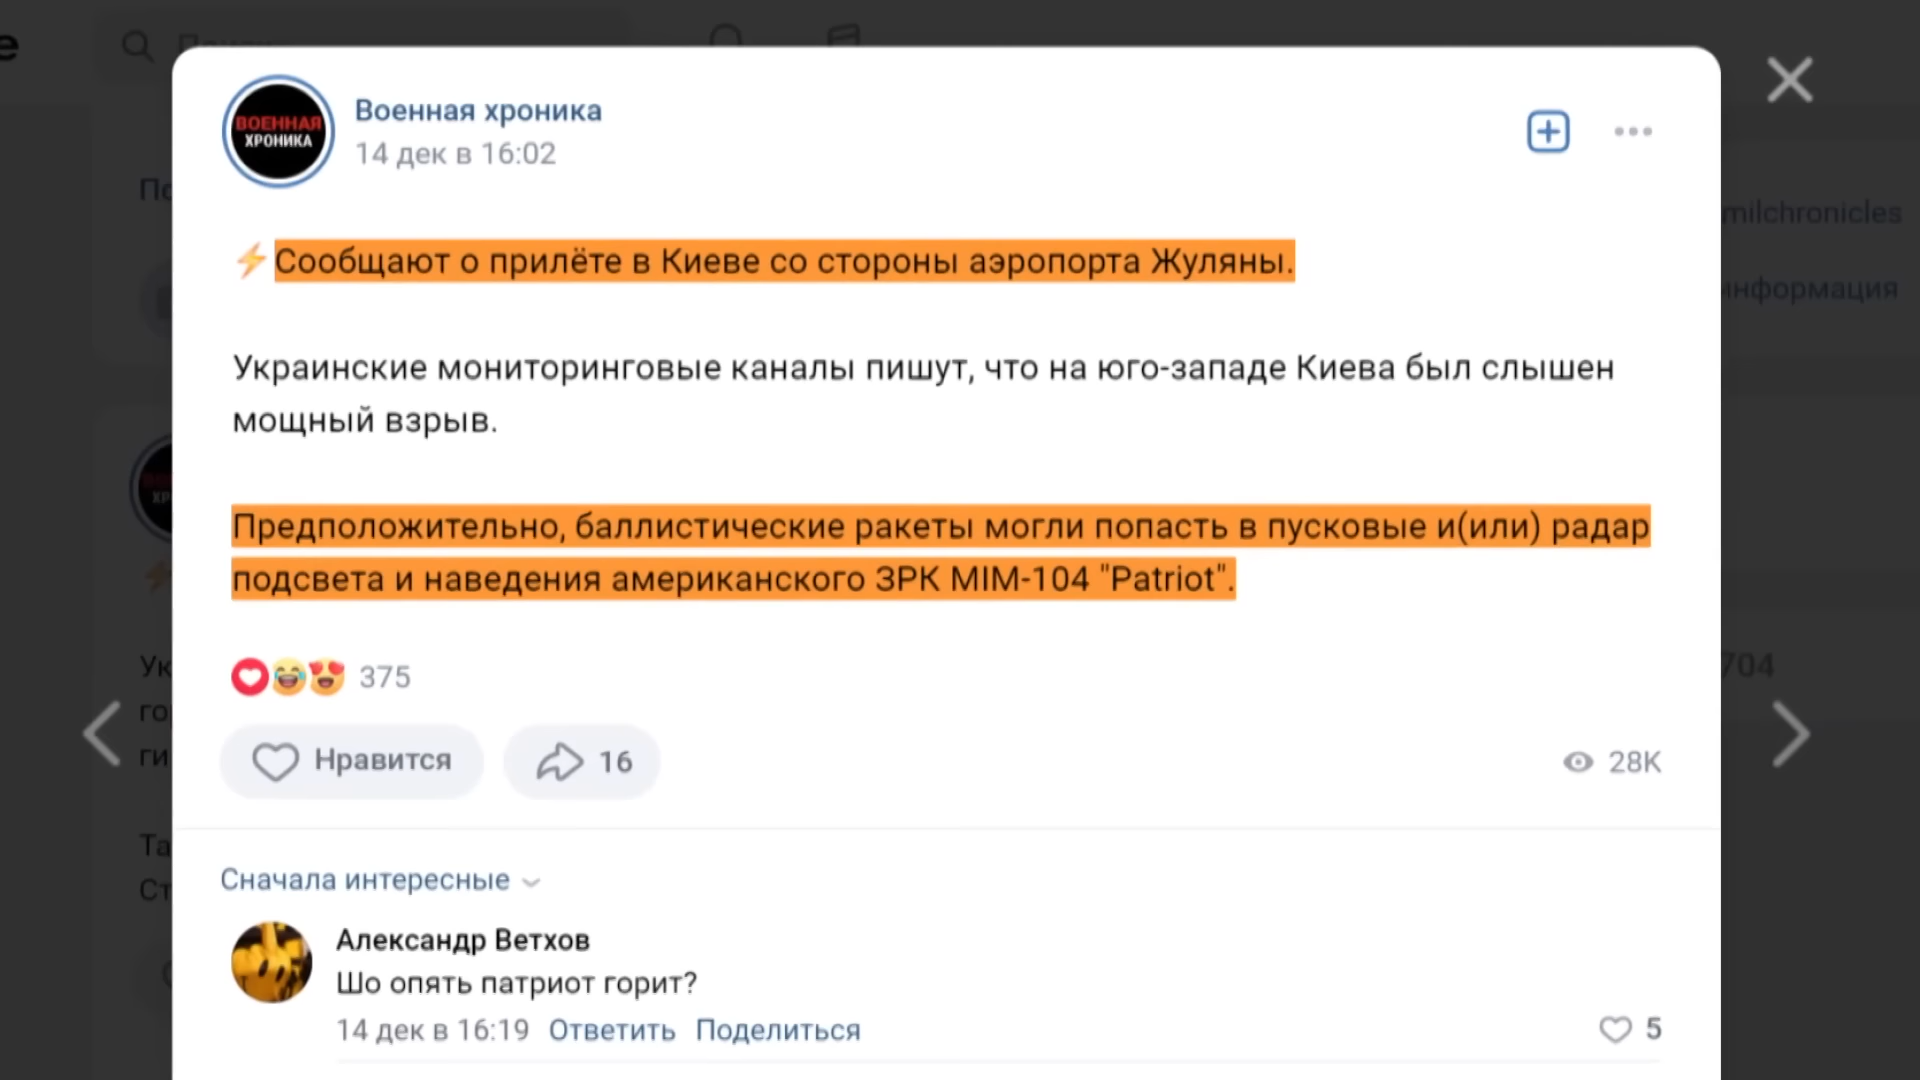 Военная хроника
14 дек в 16:02
ВОЕННАЯ
ХРОНИКА
milchronicles
информация
⚡Сообщают о прилёте в Киеве со стороны аэропорта Жуляны.
Украинские мониторинговые каналы пишут, что на юго-западе Киева был слышен
мощный взрыв.
Предположительно, баллистические ракеты могли попасть в пусковые и(или) радар
подсвета и наведения американского ЗРК MIM-104 "Patriot".
375
704
Нравится
16
28K
Сначала интересные
Александр Ветхов
Шо опять патриот горит?
14 дек в 16:19 Ответить Поделиться
5